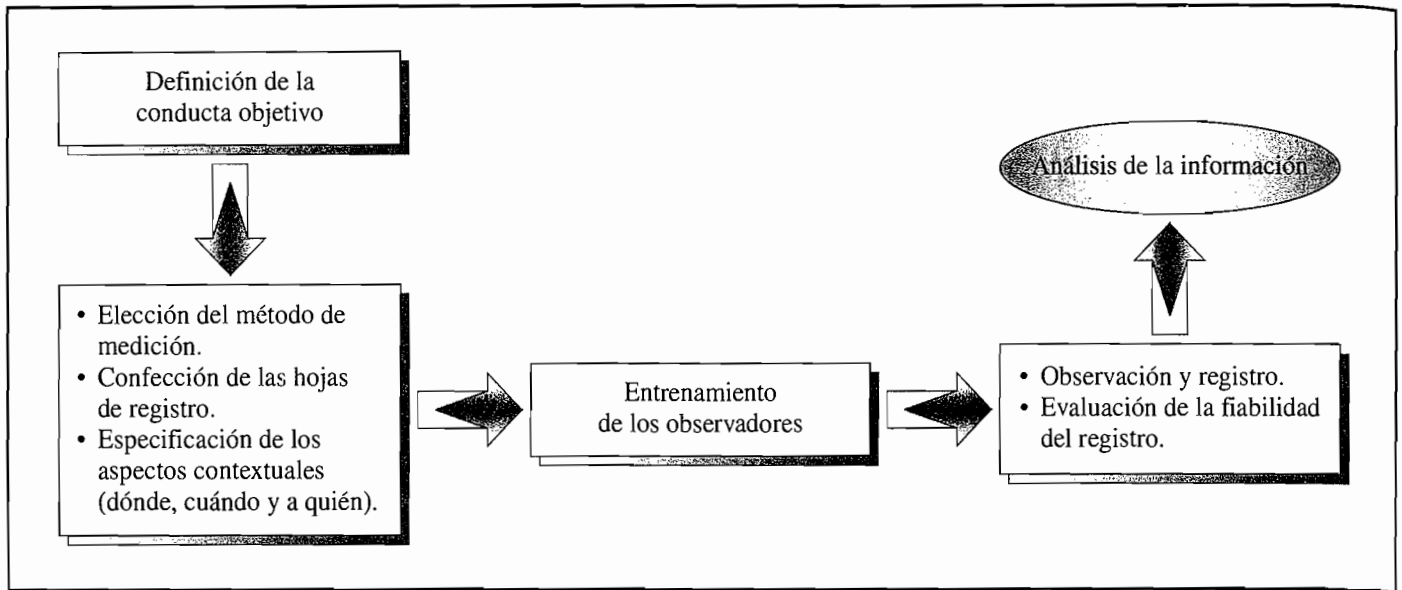 Definición de la
conducta objetivo
• Elección del método de
medición.
• Confección de las hojas
de registro.
• Especificación de los
aspectos contextuales
(dónde, cuándo y a quién).
Entrenamiento
de los observadores
• Observación y registro.
• Evaluación de la fiabilidad
del registro.
Análisis de la información